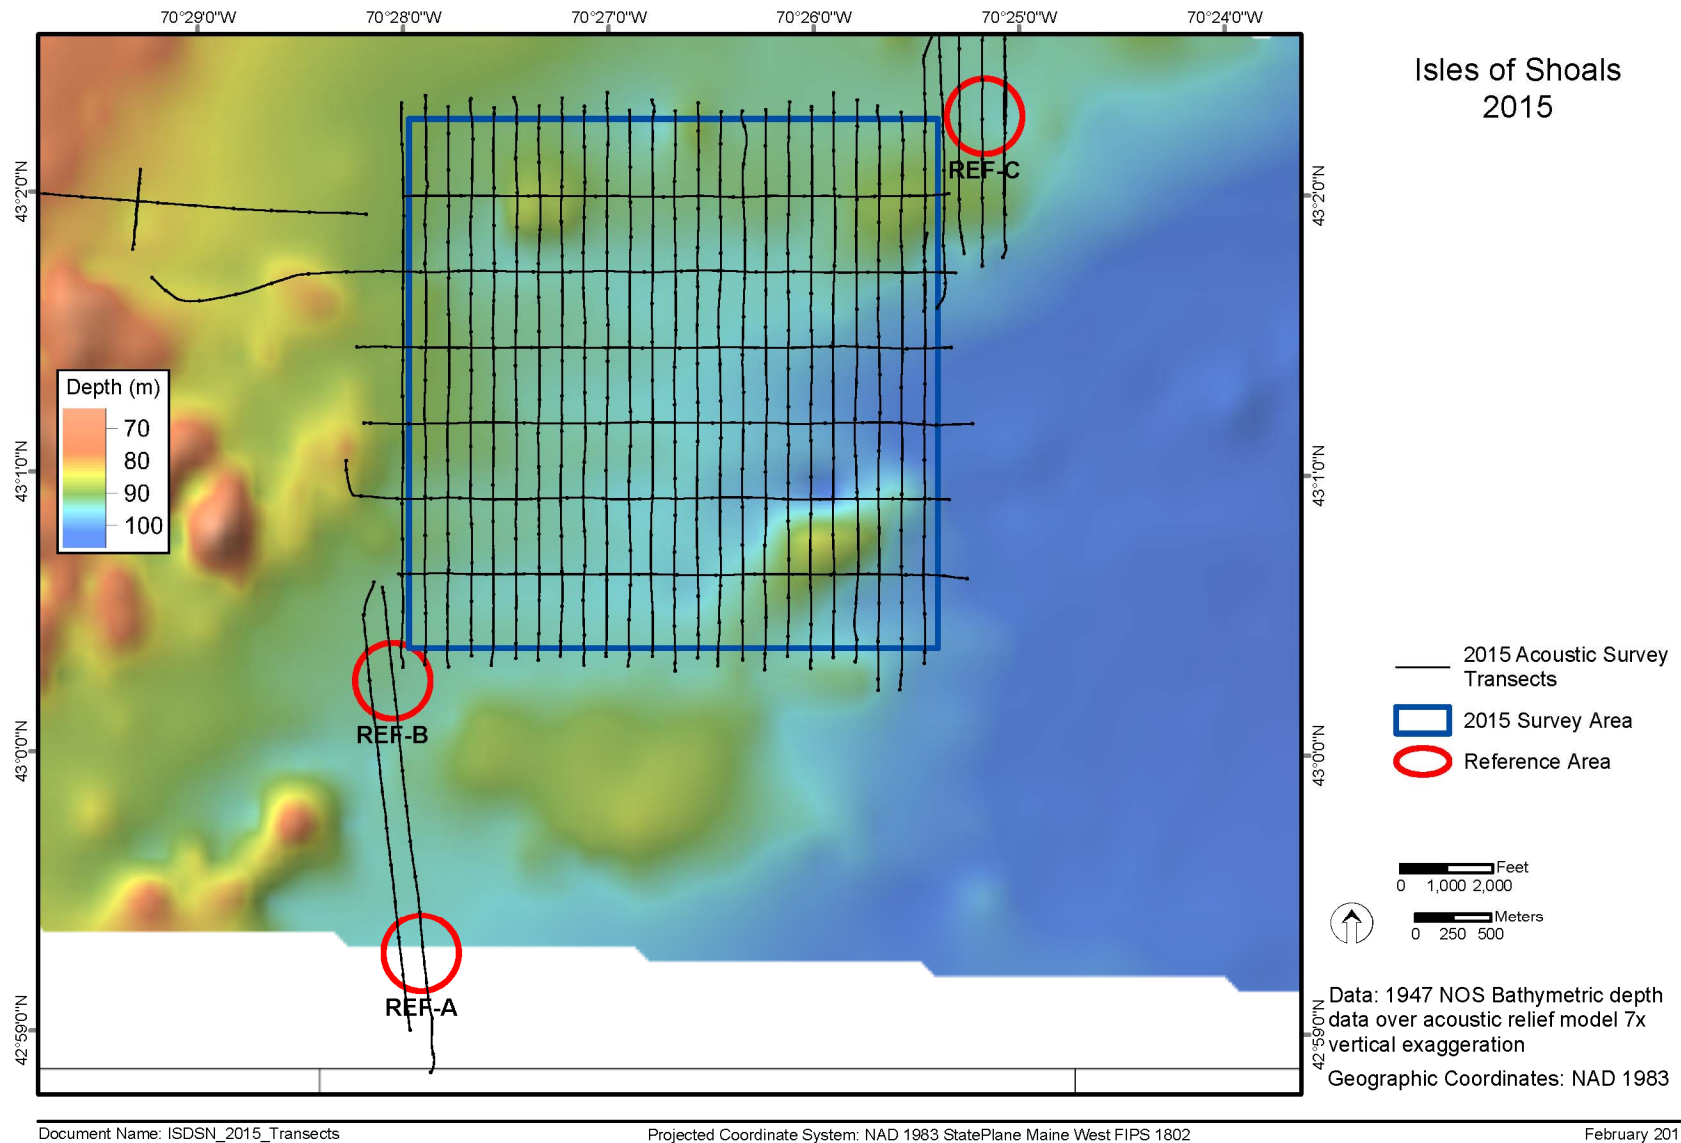 70°29'0"W 70°28'0"W 70°27'0"W 70°26'0"W 70°25'0"W 70°24'0"W
Isles of Shoals
2015
REF-C
43°2'0"N 43°2'0"N
Depth (m)
70
80
90
100
43°1'0"N 43°1'0"N
2015 Acoustic Survey
Transects
2015 Survey Area
Reference Area
REF-B
43°0'0"N 43°0'0"N
Feet
0 1,000 2,000
Meters
0 250 500
REF-A
42°59'0"N 42°59'0"N
Data: 1947 NOS Bathymetric depth
data over acoustic relief model 7x
vertical exaggeration
Geographic Coordinates: NAD 1983
Document Name: ISDSN_2015_Transects Projected Coordinate System: NAD 1983 StatePlane Maine West FIPS 1802 February 201